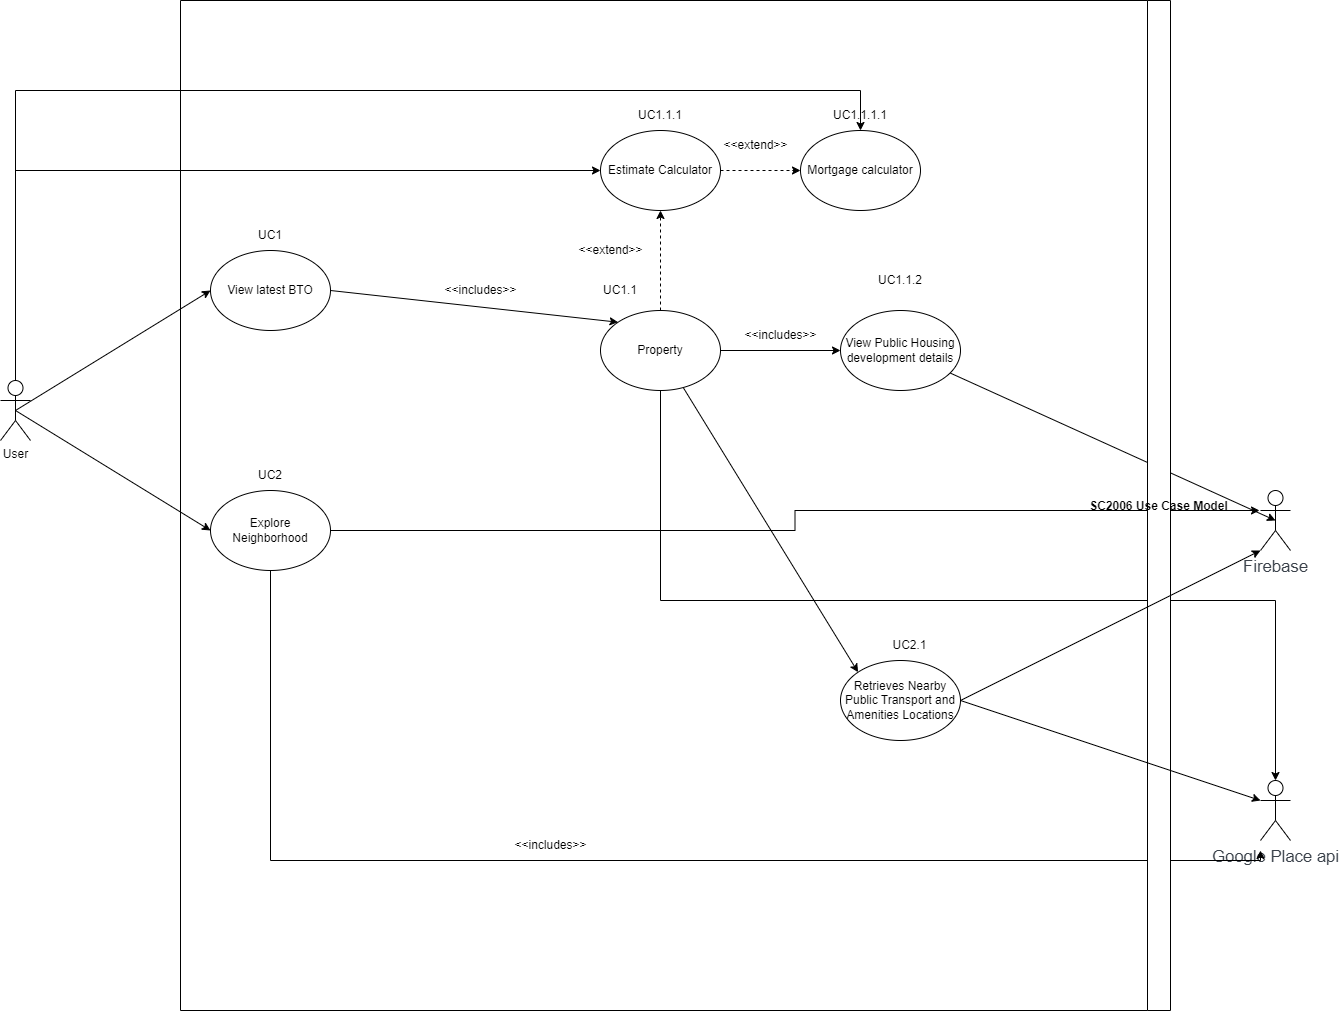 UC1.1.1
UC1.1.1.1
<<extend>>
Estimate Calculator
Mortgage calculator
UC1
<<extend>>
UC1.1.2
View latest BTO
<<includes>>
UC1.1
<<includes>>
Property
View Public Housing
development details
User
UC2
Explore
Neighborhood
SC2006 Use Case Model
Firebase
UC2.1
Retrieves Nearby
Public Transport and
Amenities Locations
<<includes>>
Google Place api